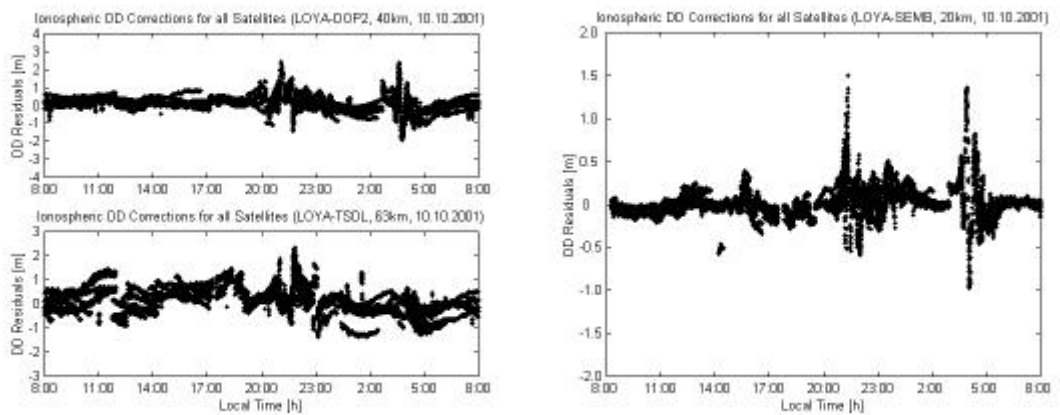 Ionospheric DD Corrections for all Satellites (LOYA-DOP2, 40km, 10.10.2001)
DD Residuals [m]
4
3
2
1
0
-1
-2
-3
-4
8:00 11:00 14:00 17:00 20:00 23:00 2:00 5:00 8:00
Ionospheric DD Corrections for all Satellites (LOYA-TSDL, 63km, 10.10.2001)
DD Residuals [m]
3
2
1
0
-1
-2
-3
8:00 11:00 14:00 17:00 20:00 23:00 2:00 5:00 8:00
Local Time [h]
Ionospheric DD Corrections for all Satellites (LOYA-SEMB, 20km, 10.10.2001)
DD Residuals [m]
2.0
1.5
1.0
0.5
0
-0.5
-1.0
-1.5
-2.0
8:00 11:00 14:00 17:00 20:00 23:00 2:00 5:00 8:00
Local Time [h]